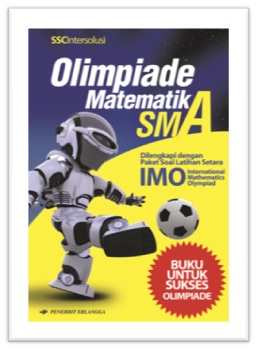 SSCIntersolusi
Olimpiade
Matematik
SMA
Dilengkapi dengan
Paket Soal Latihan Setara
IMO International
Mathematics
Olympiad
BUKU
UNTUK
SUKSES
OLIMPIADE
PENERBIT ERLANGGA